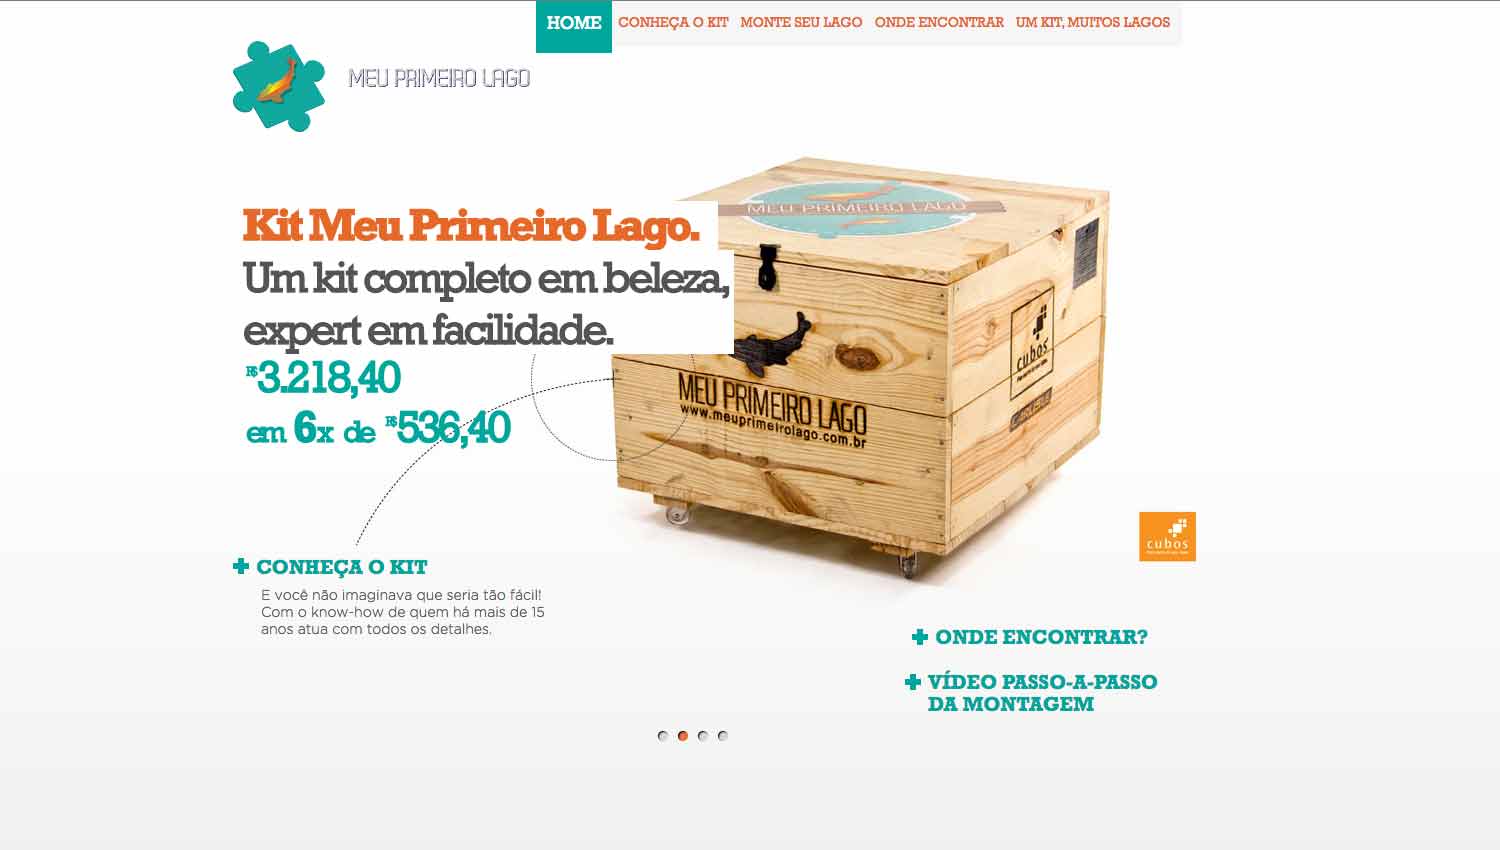 HOME CONHEÇA O KIT MONTE SEU LAGO ONDE ENCONTRAR UM KIT, MUITOS LAGOS
MEU PRIMEIRO LAGO
MEU PRIMEIRO LAGO
Kit Meu Primeiro Lago.
Um kit completo em beleza,
expert em facilidade.
R$3.218,40
em 6x de R$536,40
cubos
MEU PRIMEIRO LAGO
www.meuprimeirolago.com.br
cubos
CONHEÇA O KIT
E você não imaginava que seria tão fácil!
Com o know-how de quem há mais de 15
anos atua com todos os detalhes.
ONDE ENCONTRAR?
VÍDEO PASSO-A-PASSO
DA MONTAGEM